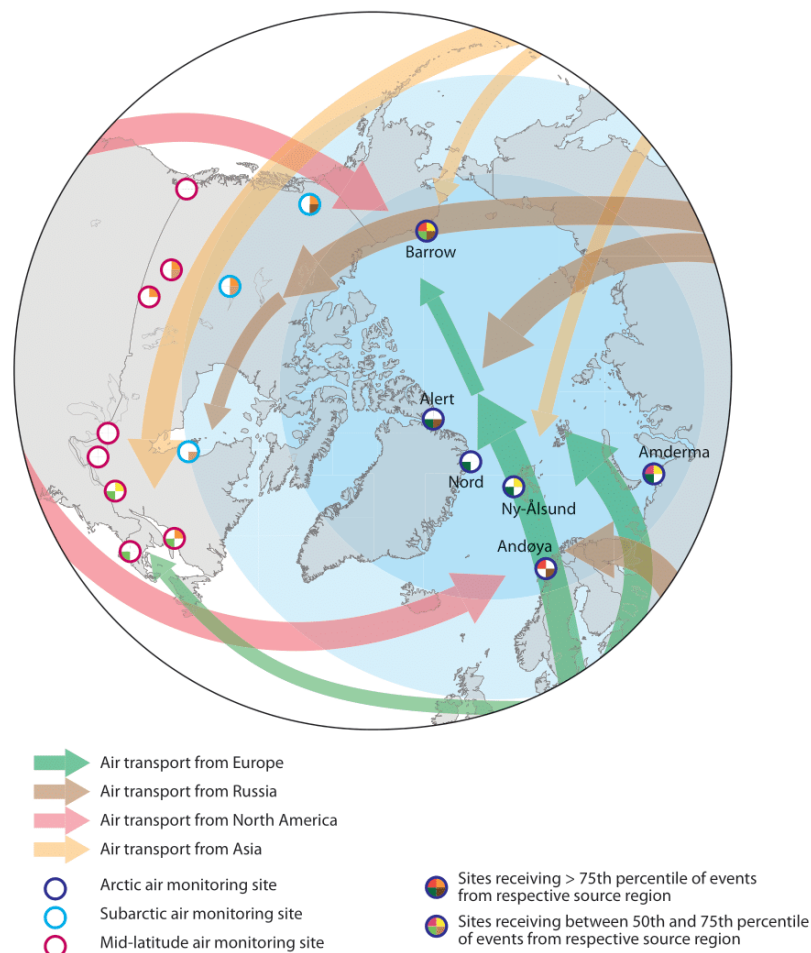 Barrow
Alert
Nord
Ny-Ålsund
Amderma
Andøya
Air transport from Europe
Air transport from Russia
Air transport from North America
Air transport from Asia
Arctic air monitoring site
Subarctic air monitoring site
Mid-latitude air monitoring site
Sites receiving > 75th percentile of events
from respective source region
Sites receiving between 50th and 75th percentile
of events from respective source region